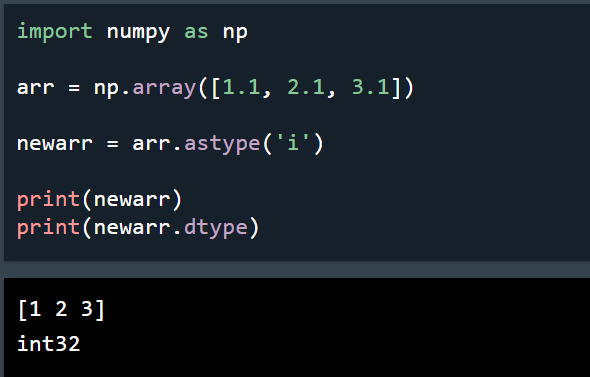 import numpy as np
arr = np.array([1.1, 2.1, 3.1])
newarr = arr.astype('i')
print(newarr)
print(newarr.dtype)
[1 2 3]
int32